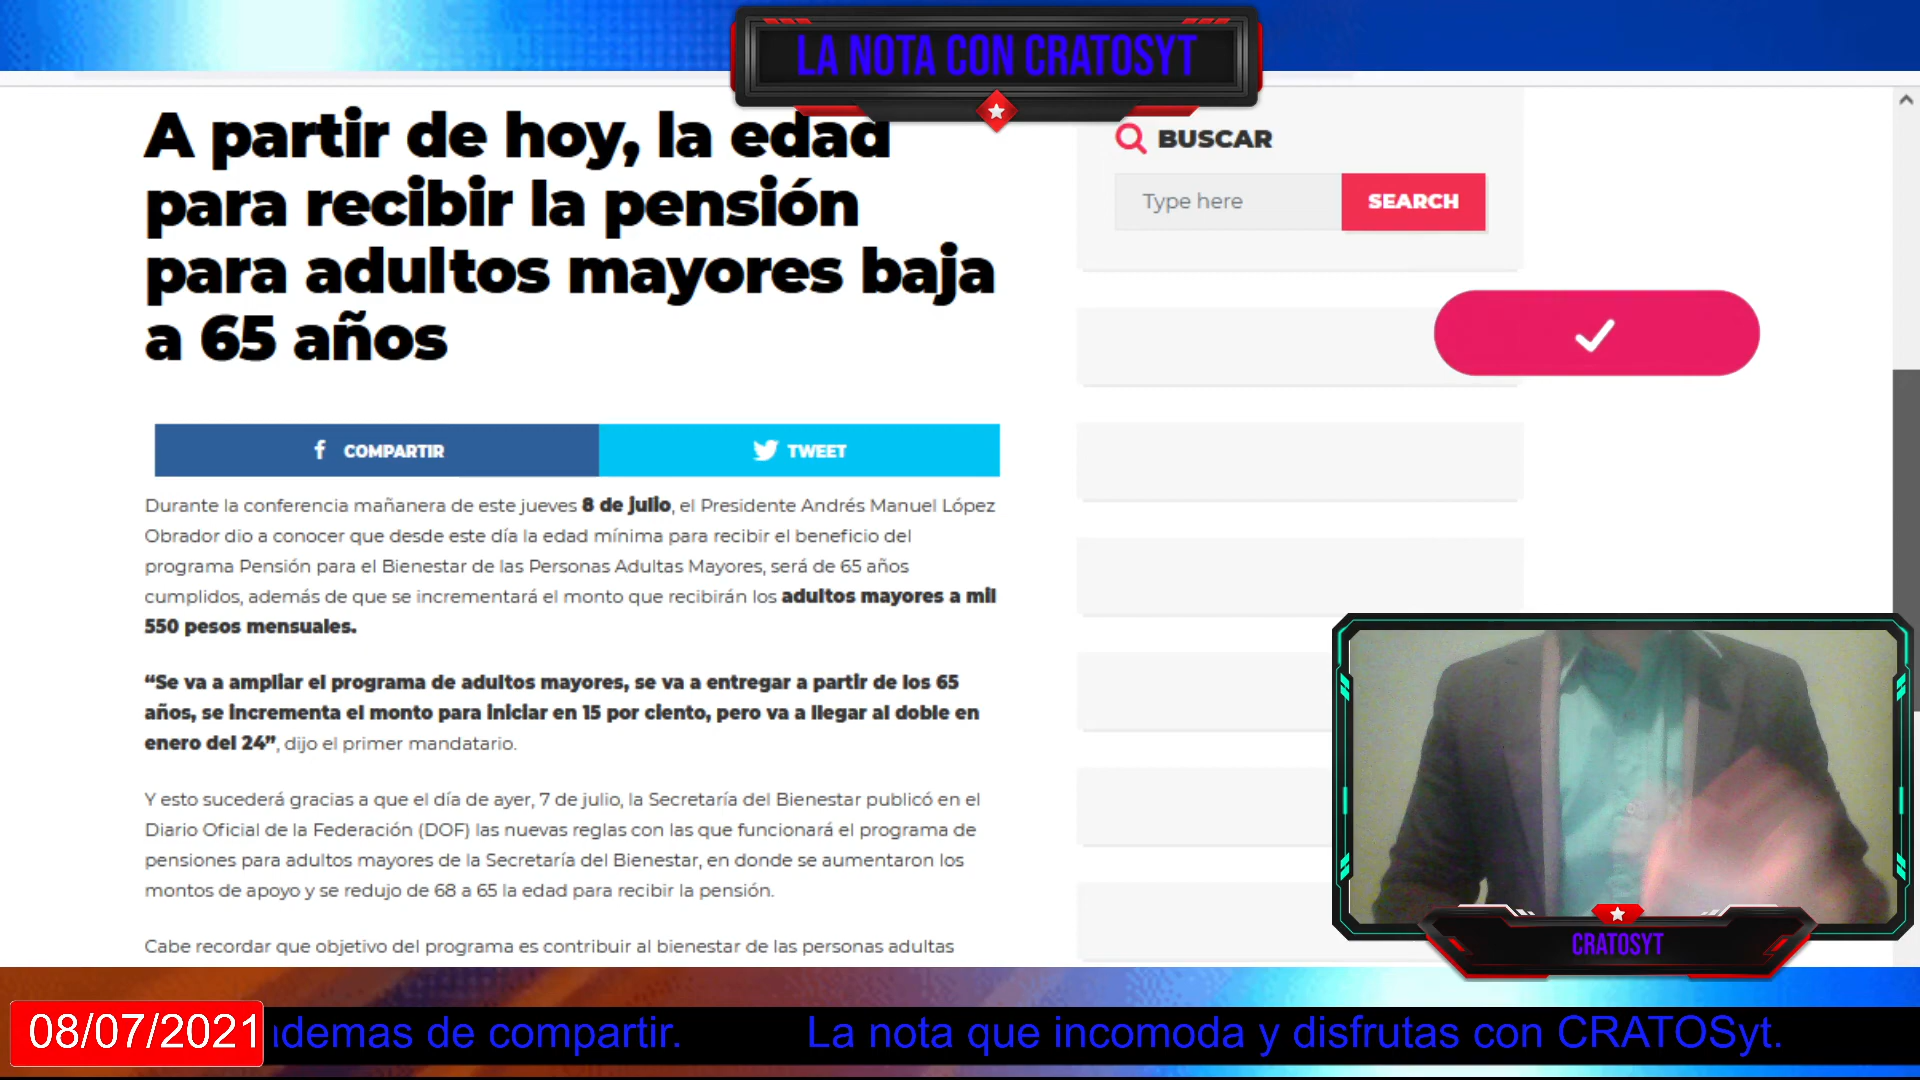 LA NOTA CON CRATOSYT
A partir de hoy, la edad
para recibir la pensión
para adultos mayores baja
a 65 años
COMPARTIR
TWEET
Durante la conferencia mañanera de este jueves 8 de julio, el Presidente Andrés Manuel López
Obrador dio a conocer que desde este día la edad mínima para recibir el beneficio del
programa Pensión para el Bienestar de las Personas Adultas Mayores, será de 65 años
cumplidos, además de que se incrementará el monto que recibirán los adultos mayores a mil
550 pesos mensuales.
“Se va a ampliar el programa de adultos mayores, se va a entregar a partir de los 65
años, se incrementa el monto para iniciar en 15 por ciento, pero va a llegar al doble en
enero del 24”, dijo el primer mandatario.
Y esto sucederá gracias a que el día de ayer, 7 de julio, la Secretaría del Bienestar publicó en el
Diario Oficial de la Federación (DOF) las nuevas reglas con las que funcionará el programa de
pensiones para adultos mayores de la Secretaría del Bienestar, en donde se aumentaron los
montos de apoyo y se redujo de 68 a 65 la edad para recibir la pensión.
Cabe recordar que objetivo del programa es contribuir al bienestar de las personas adultas
BUSCAR
Type here
SEARCH
CRATOSYT
08/07/2021
ademas de compartir.
La nota que incomoda y disfrutas con CRATOSyt.